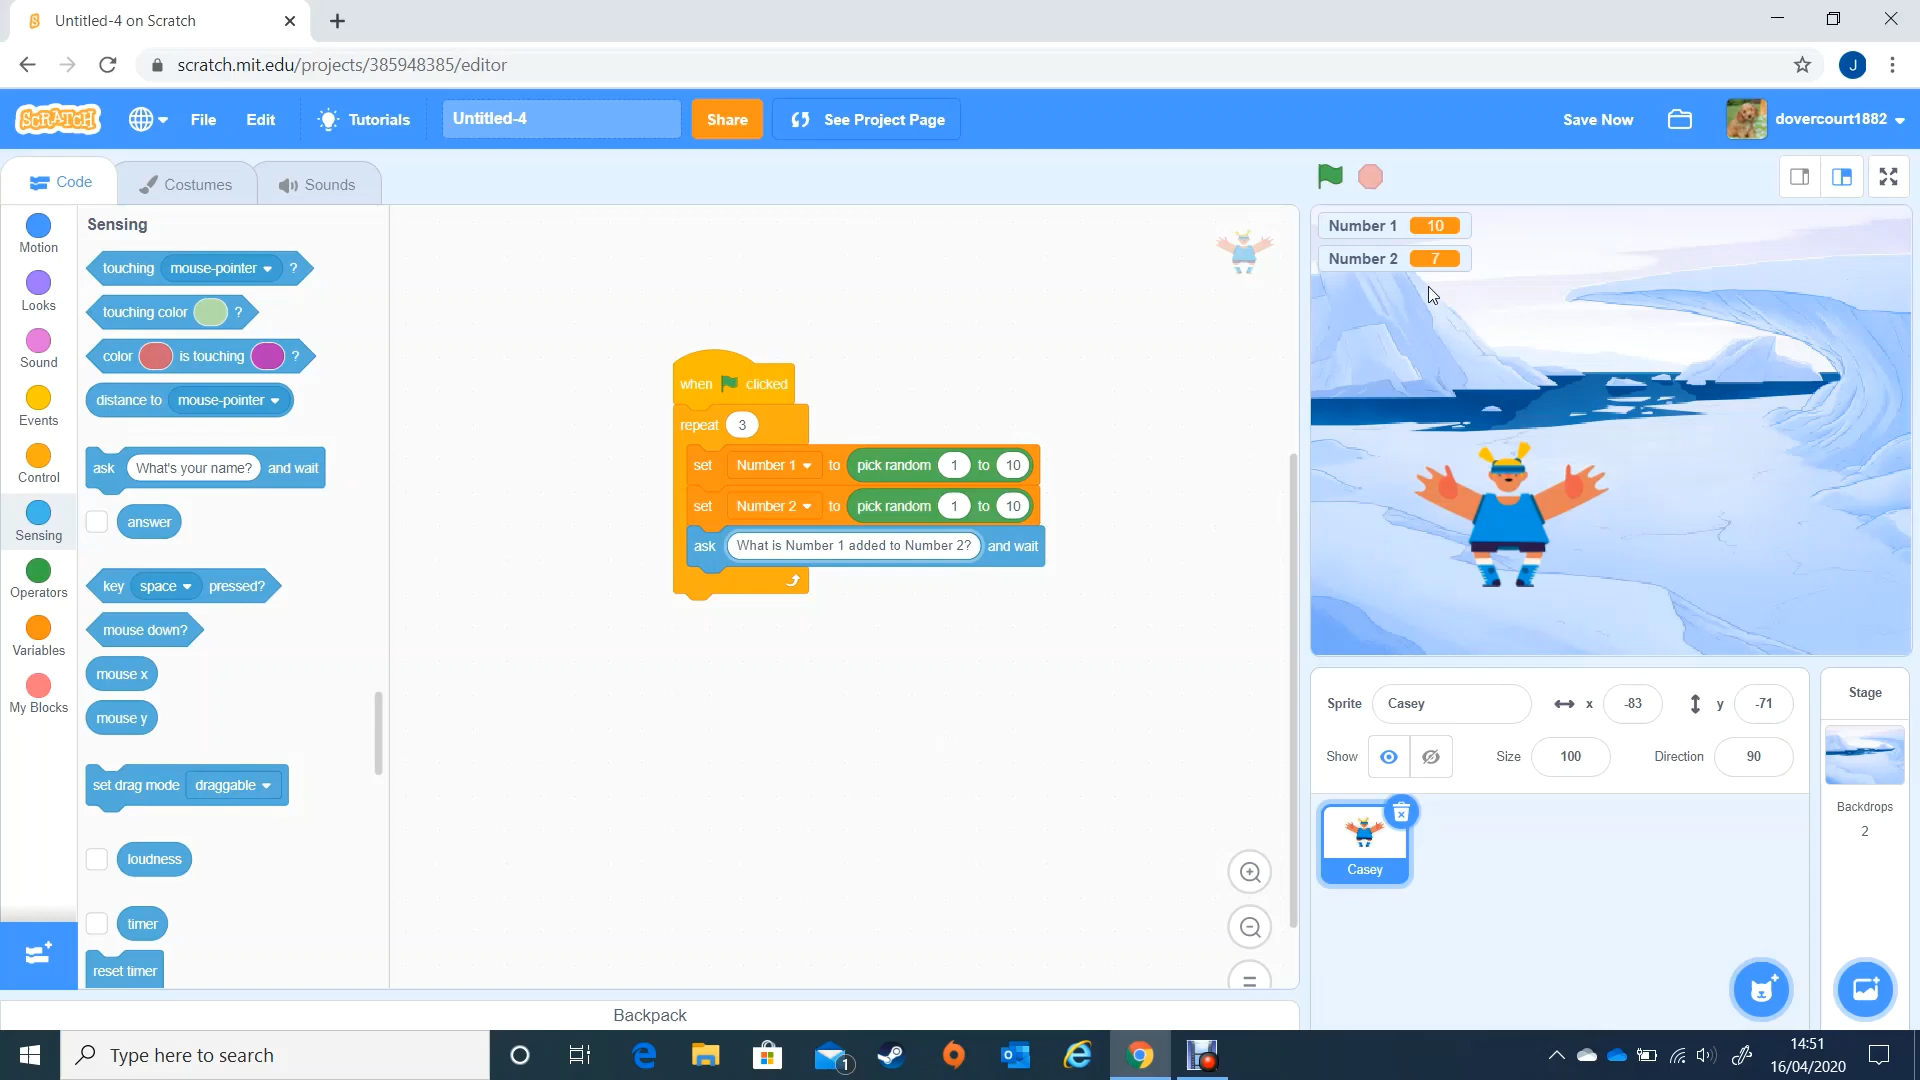 Untitled-4 on Scratch
scratch.mit.edu/projects/385948385/editor
J
SCRATCH
File
Edit
Tutorials
Untitled-4
Share
See Project Page
Save Now
dovercourt1882
Code
Costumes
Sounds
Motion
Looks
Sound
Events
Control
Sensing
Operators
Variables
My Blocks
Sensing
touching mouse-pointer ?
touching color ?
color is touching ?
distance to mouse-pointer
ask What's your name? and wait
answer
key space pressed?
mouse down?
mouse x
mouse y
set drag mode draggable
loudness
timer
reset timer
when clicked
repeat 3
set Number 1 to pick random 1 to 10
set Number 2 to pick random 1 to 10
ask What is Number 1 added to Number 2? and wait
Number 1 10
Number 2 7
Sprite Casey x -83 y -71
Show Size 100 Direction 90
Casey
Stage
Backdrops
2
Backpack
Type here to search
1
14:51
16/04/2020